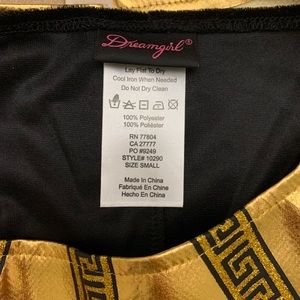 Dreamgirl®
Lay Flat To Dry
Cool Iron When Needed
Do Not Dry Clean
100% Polyester
100% Poliéster
RN 77804
CA 27777
PO #9249
STYLE# 10290
SIZE SMALL
Made In China
Fabriqué En Chine
Hecho En China